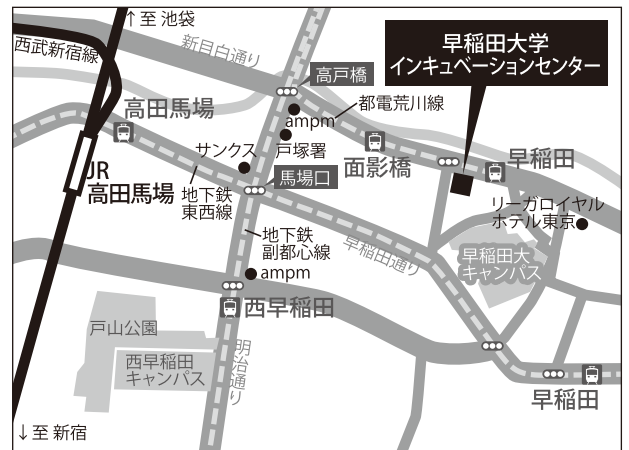 ↑至 池袋
西武新宿線
新目白通り
高戸橋
早稲田大学
インキュベーションセンター
高田馬場
ampm
都電荒川線
戸塚署
サンクス
面影橋
早稲田
JR
高田馬場
馬場口
地下鉄
東西線
リーガロイヤル
ホテル東京
地下鉄
副都心線
早稲田通り
早稲田大
キャンパス
ampm
西早稲田
戸山公園
西早稲田
キャンパス
明治通り
早稲田
↓至 新宿